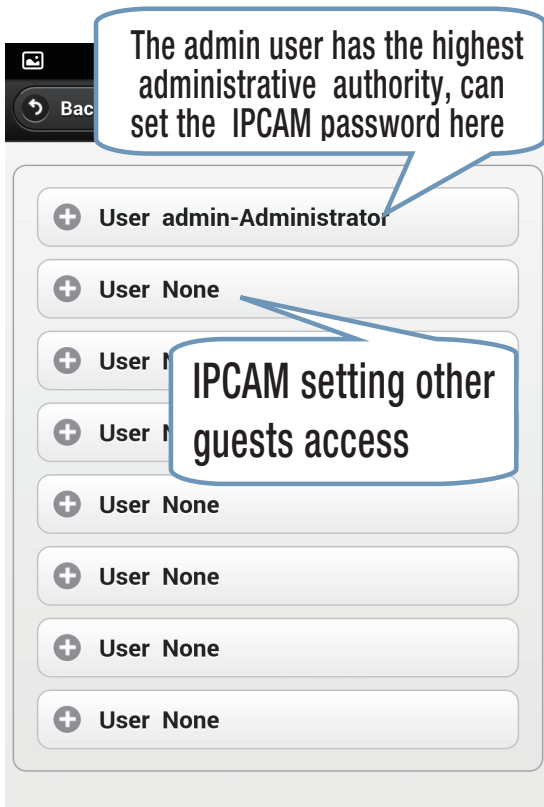 The admin user has the highest
administrative authority, can
set the IPCAM password here
User admin-Administrator
User None
User
IPCAM setting other
guests access
User
User None
User None
User None
User None